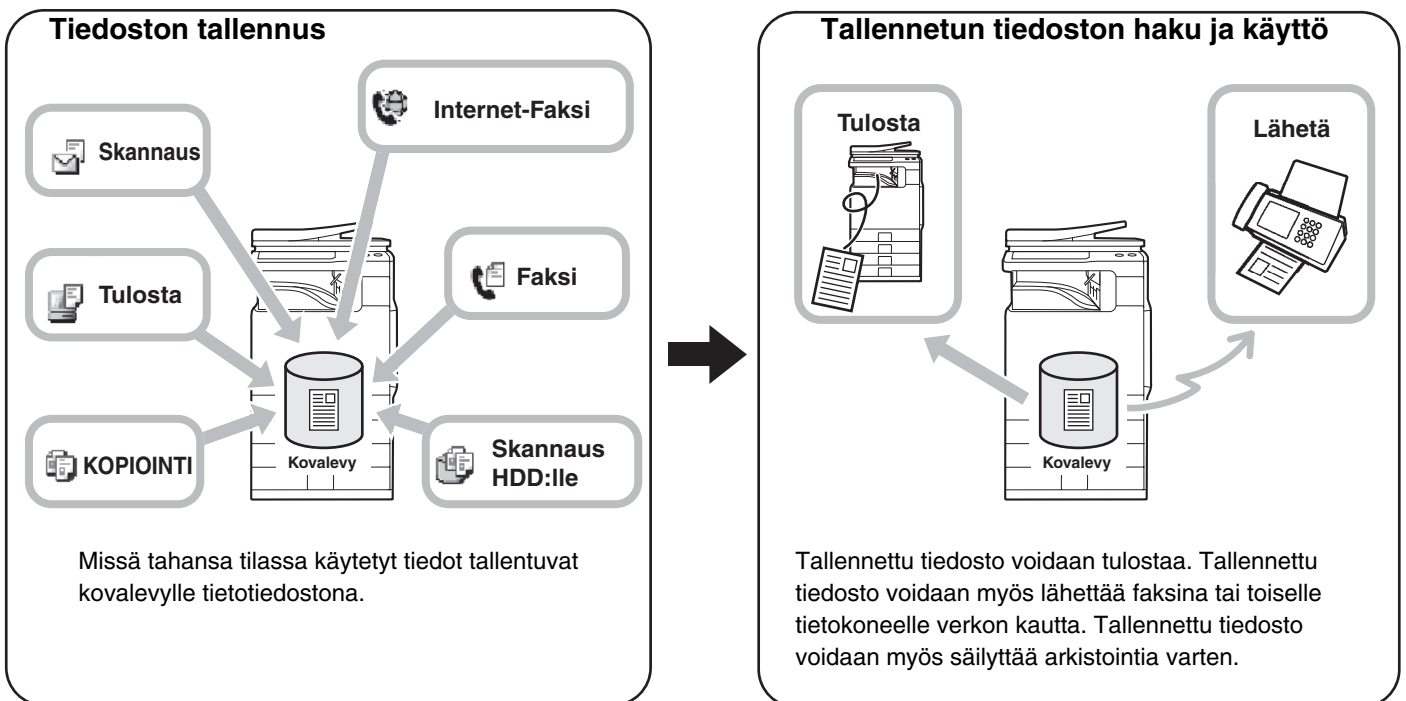 Tiedoston tallennus
Internet-Faksi
Skannaus
Tulosta
Faksi
KOPIOINTI
Kovalevy
Skannaus
HDD:lle
Missä tahansa tilassa käytetyt tiedot tallentuvat
kovalevylle tietotiedostona.
Tallennetun tiedoston haku ja käyttö
Tulosta
Lähetä
Kovalevy
Tallennettu tiedosto voidaan tulostaa. Tallennettu
tiedosto voidaan myös lähettää faksina tai toiselle
tietokoneelle verkon kautta. Tallennettu tiedosto
voidaan myös säilyttää arkistointia varten.